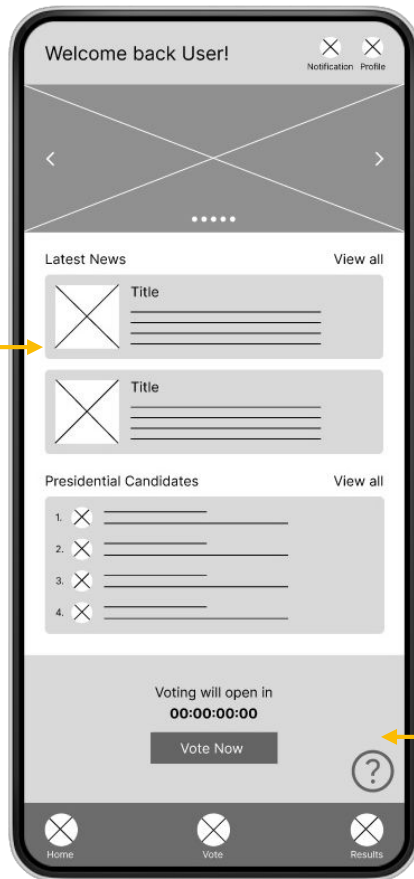 Welcome back User!
Notification Profile
Latest News View all
Title
Title
Presidential Candidates View all
1.
2.
3.
4.
Voting will open in
00:00:00:00
Vote Now
?
Home Vote Results